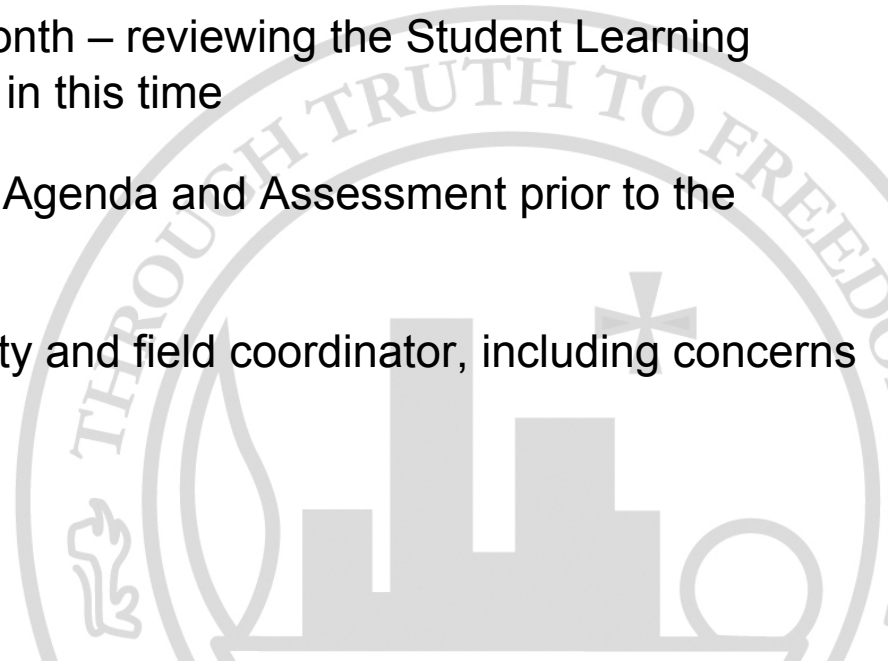 onth – reviewing the Student Learning
in this time
Agenda and Assessment prior to the
ty and field coordinator, including concerns
THROUGH TRUTH TO FREEDO